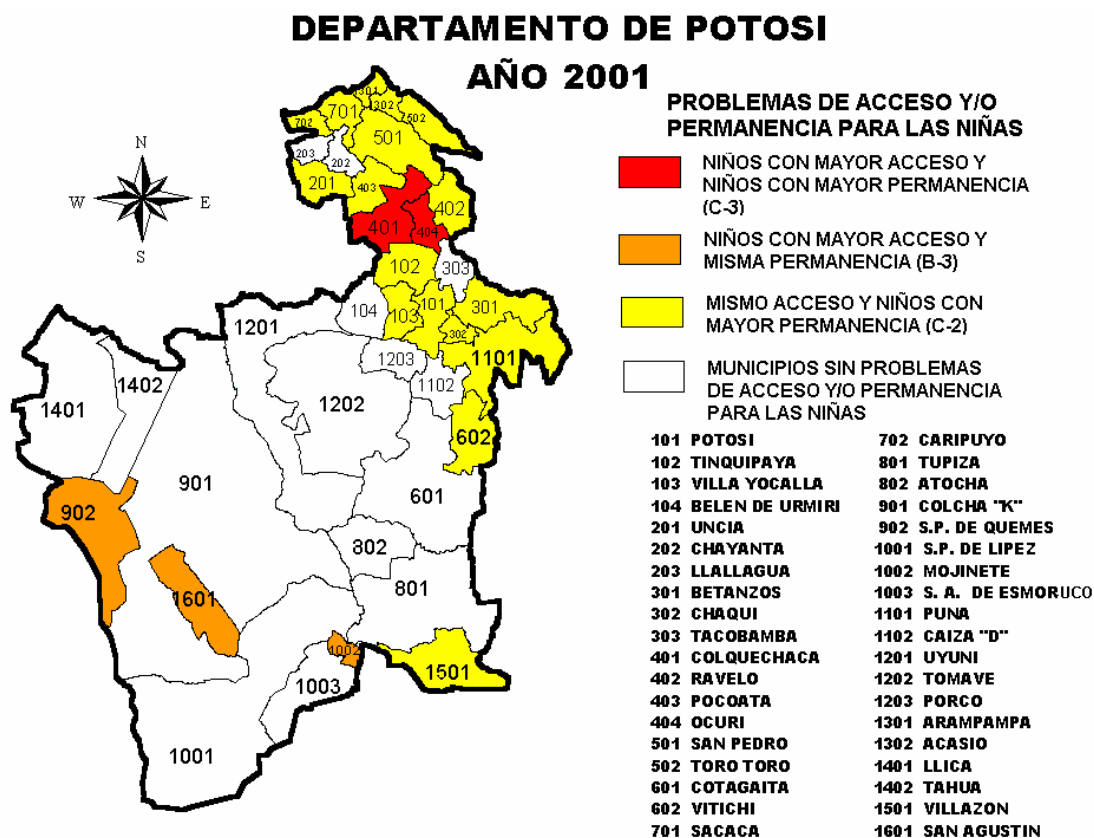 DEPARTAMENTO DE POTOSI
AÑO 2001
PROBLEMAS DE ACCESO Y/O
PERMANENCIA PARA LAS NIÑAS
NIÑOS CON MAYOR ACCESO Y
NIÑOS CON MAYOR PERMANENCIA
(C-3)
NIÑOS CON MAYOR ACCESO Y
MISMA PERMANENCIA (B-3)
MISMO ACCESO Y NIÑOS CON
MAYOR PERMANENCIA (C-2)
MUNICIPIOS SIN PROBLEMAS
DE ACCESO Y/O PERMANENCIA
PARA LAS NIÑAS
N
W E
S
1301
701 1302
702 502
501
203
202
201 403
402
401 404
102 303
104 103 101 301
302
1201
1203 1101
1402 1102
1401 1202
602
901 601
902
802
801
1601
1002
1501
1003
1001
101 POTOSI
102 TINQUIPAYA
103 VILLA YOCALLA
104 BELEN DE URMIRI
201 UNCIA
202 CHAYANTA
203 LLALLAGUA
301 BETANZOS
302 CHAQUI
303 TACOBAMBA
401 COLQUECHACA
402 RAVELO
403 POCOATA
404 OCURI
501 SAN PEDRO
502 TORO TORO
601 COTAGAITA
602 VITICHI
701 SACACA
702 CARIPUYO
801 TUPIZA
802 ATOCHA
901 COLCHA "K"
902 S.P. DE QUEMES
1001 S.P. DE LIPEZ
1002 MOJINETE
1003 S. A. DE ESMORUCO
1101 PUNA
1102 CAIZA "D"
1201 UYUNI
1202 TOMAVE
1203 PORCO
1301 ARAMPAMPA
1302 ACASIO
1401 LLICA
1402 TAHUA
1501 VILLAZON
1601 SAN AGUSTIN